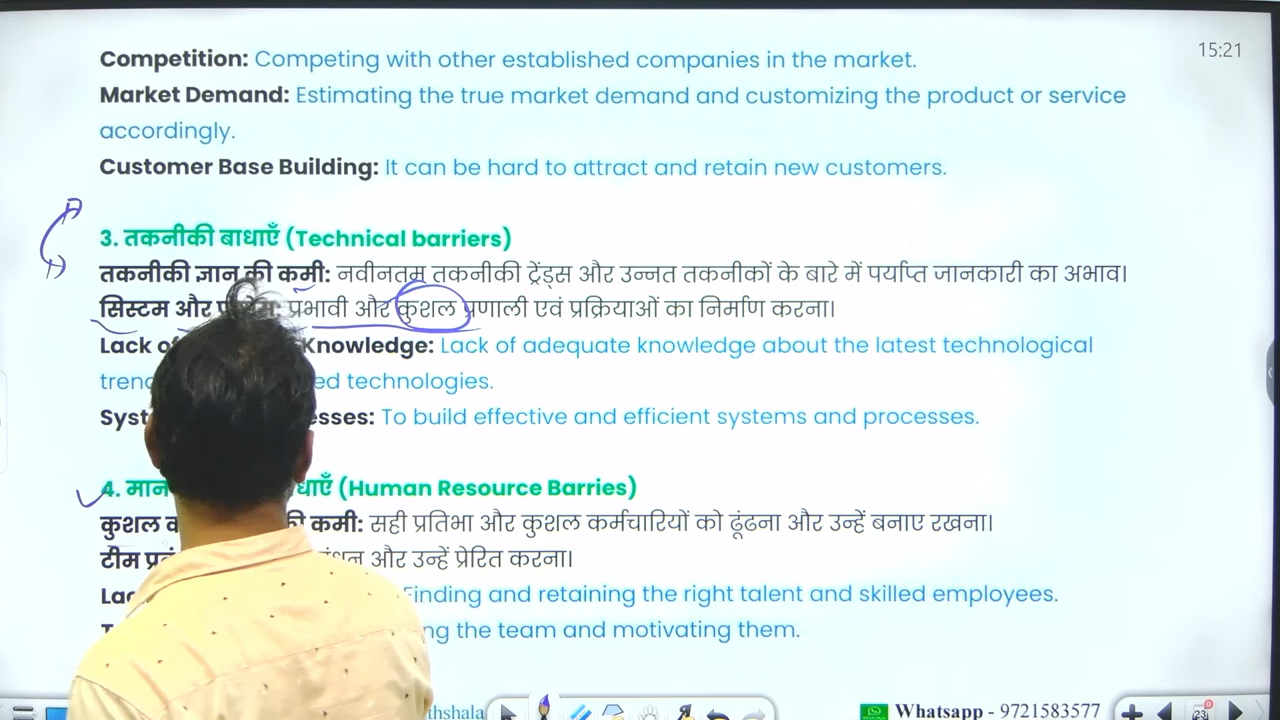 15:21
Competition: Competing with other established companies in the market.
Market Demand: Estimating the true market demand and customizing the product or service
accordingly.
Customer Base Building: It can be hard to attract and retain new customers.
3. तकनीकी बाधाएँ (Technical barriers)
तकनीकी ज्ञान की कमी: नवीनतम तकनीकी ट्रेंड्स और उन्नत तकनीकों के बारे में पर्याप्त जानकारी का अभाव।
सिस्टम और प्रभावी और कुशल प्रणाली एवं प्रक्रियाओं का निर्माण करना।
Lack of Knowledge: Lack of adequate knowledge about the latest technological
technologies.
To build effective and efficient systems and processes.
4. (Human Resource Barries)
कुशल की कमी: सही प्रतिभा और कुशल कर्मचारियों को ढूंढना और उन्हें बनाए रखना।
टीम और उन्हें प्रेरित करना।
Finding and retaining the right talent and skilled employees.
the team and motivating them.
23
Whatsapp - 9721583577